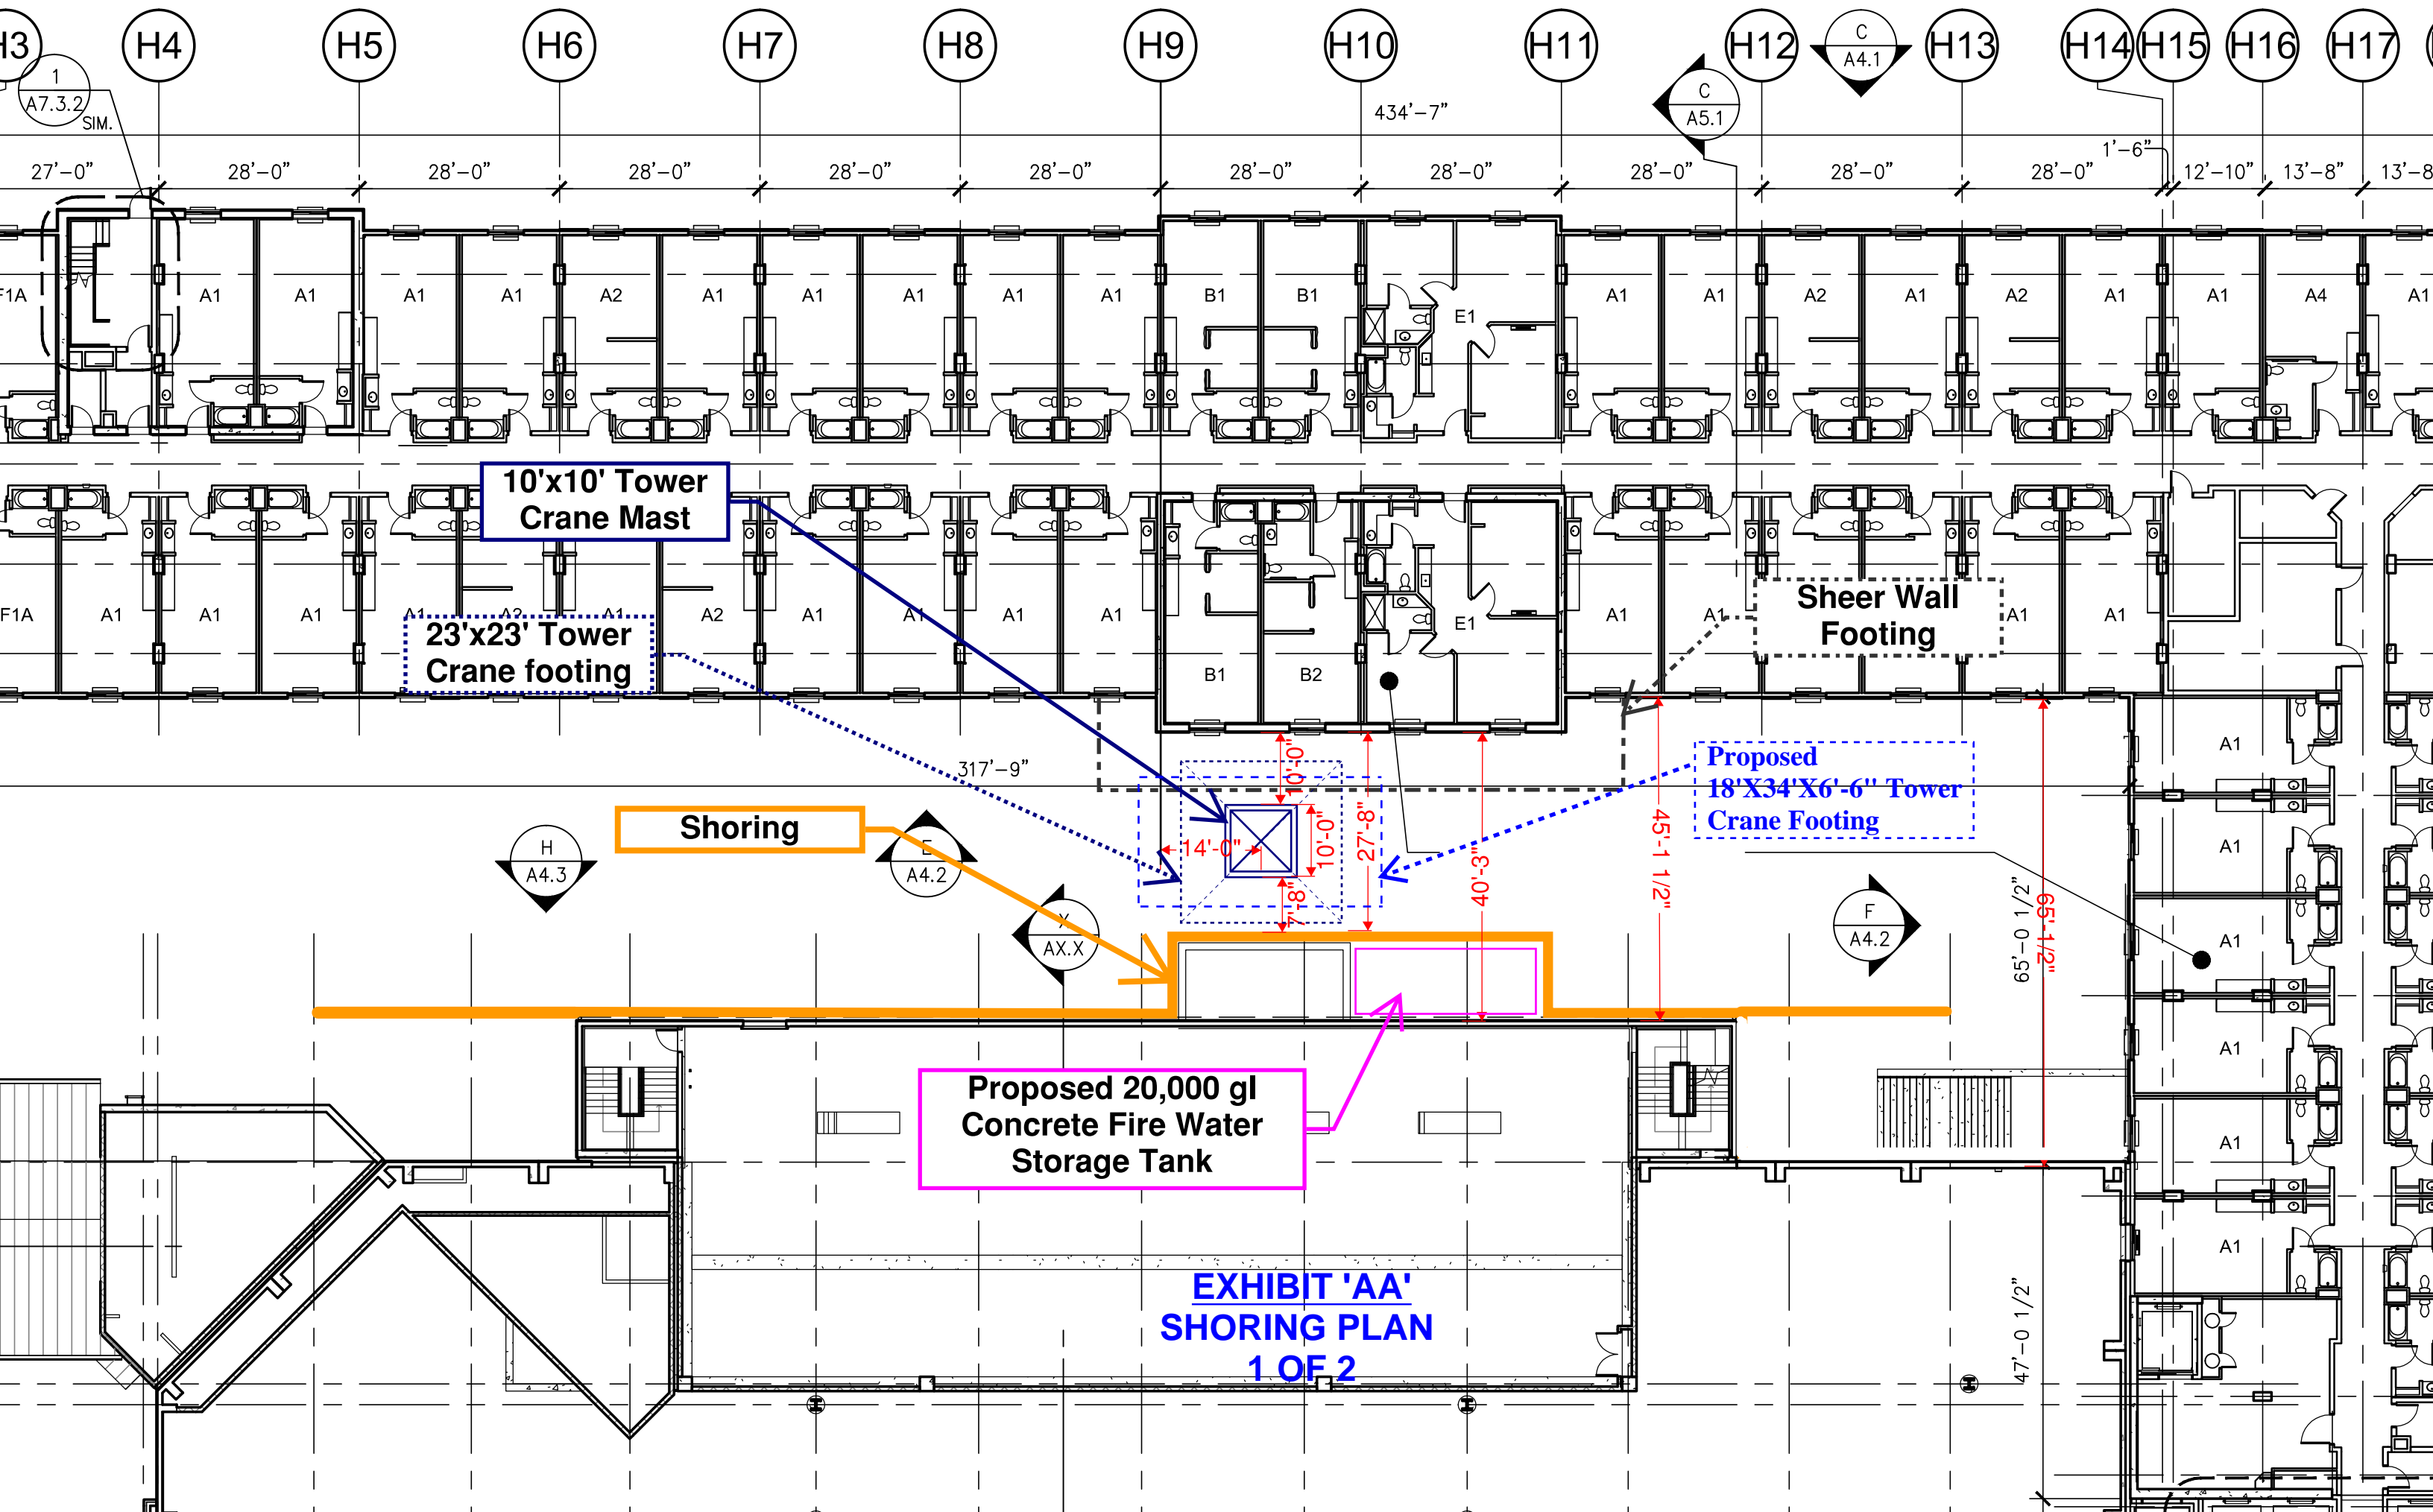 H3 H4 H5 H6 H7 H8 H9 H10 H11 H12 H13 H14 H15 H16 H17
1
A7.3.2
SIM.
C
A5.1
C
A4.1
434'-7"
27'-0" 28'-0" 28'-0" 28'-0" 28'-0" 28'-0" 28'-0" 28'-0" 28'-0" 28'-0" 28'-0" 1'-6" 12'-10" 13'-8" 13'-8
F1A A1 A1 A1 A1 A2 A1 A1 A1 A1 A1 B1 B1 E1 A1 A1 A2 A1 A2 A1 A1 A4 A1
10'x10' Tower
Crane Mast
F1A A1 A1 A1 A1 A2 A1 A2 A1 A1 A1 A1 B1 B2 E1 A1 A1 A1 A1
23'x23' Tower
Crane footing
Sheer Wall
Footing
317'-9"
Proposed
18'X34'X6'-6" Tower
Crane Footing
Shoring
10'-0"
14'-0"
10'-0"
7'-8"
27'-8"
40'-3"
45'-1 1/2"
65'-0 1/2"
65'-1/2"
H
A4.3
E
A4.2
Y
AX.X
F
A4.2
A1
A1
A1
A1
A1
A1
Proposed 20,000 gl
Concrete Fire Water
Storage Tank
EXHIBIT 'AA'
SHORING PLAN
1 OF 2
47'-0 1/2"